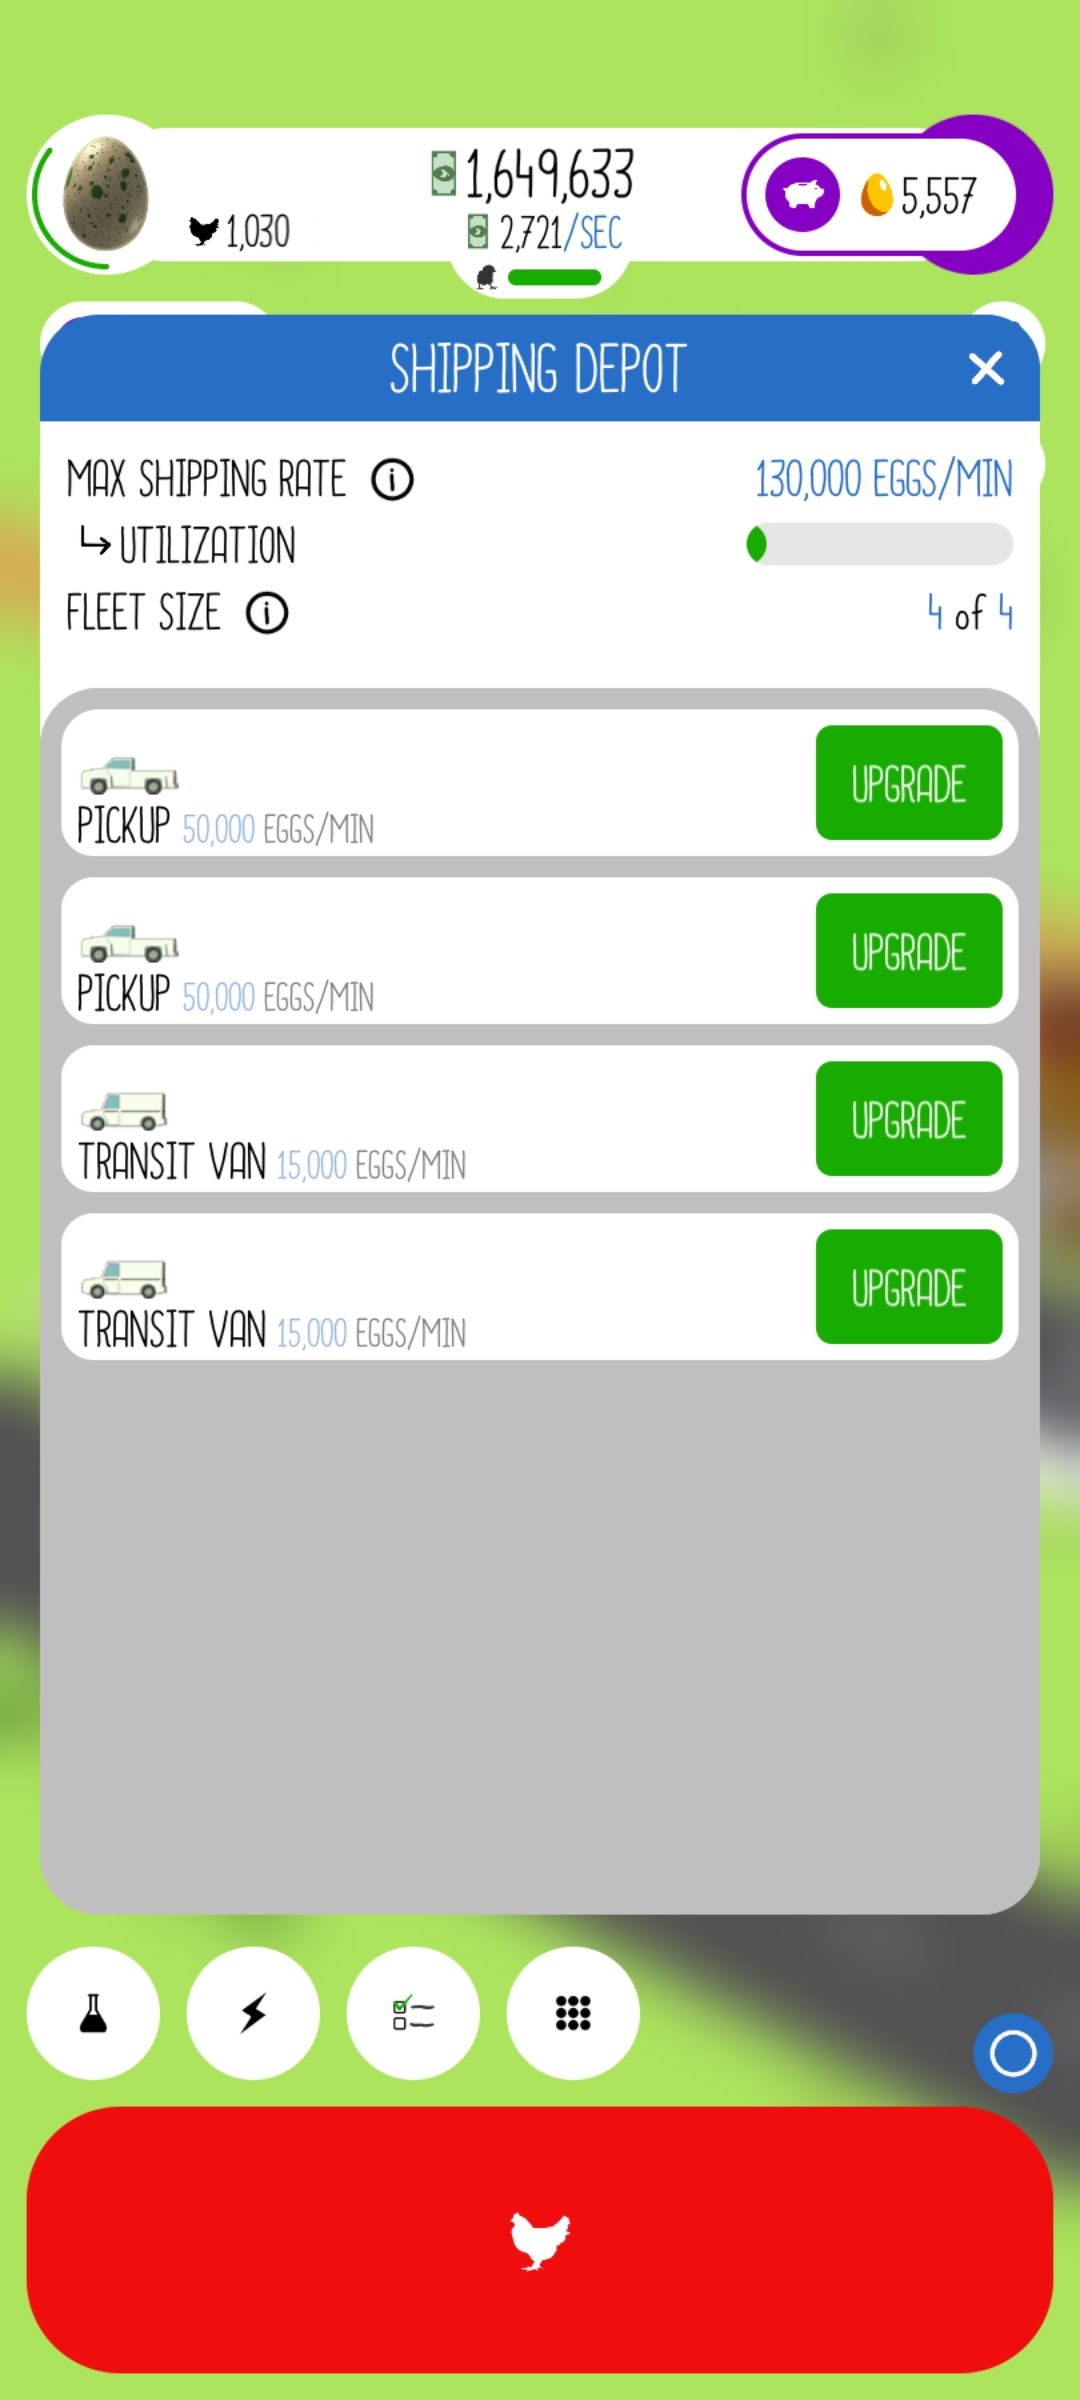 1,649,633
1,030
2,721/SEC
5,557
SHIPPING DEPOT
MAX SHIPPING RATE 130,000 EGGS/MIN
UTILIZATION
FLEET SIZE 4 of 4
UPGRADE
PICKUP 50,000 EGGS/MIN
UPGRADE
PICKUP 50,000 EGGS/MIN
UPGRADE
TRANSIT VAN 15,000 EGGS/MIN
UPGRADE
TRANSIT VAN 15,000 EGGS/MIN